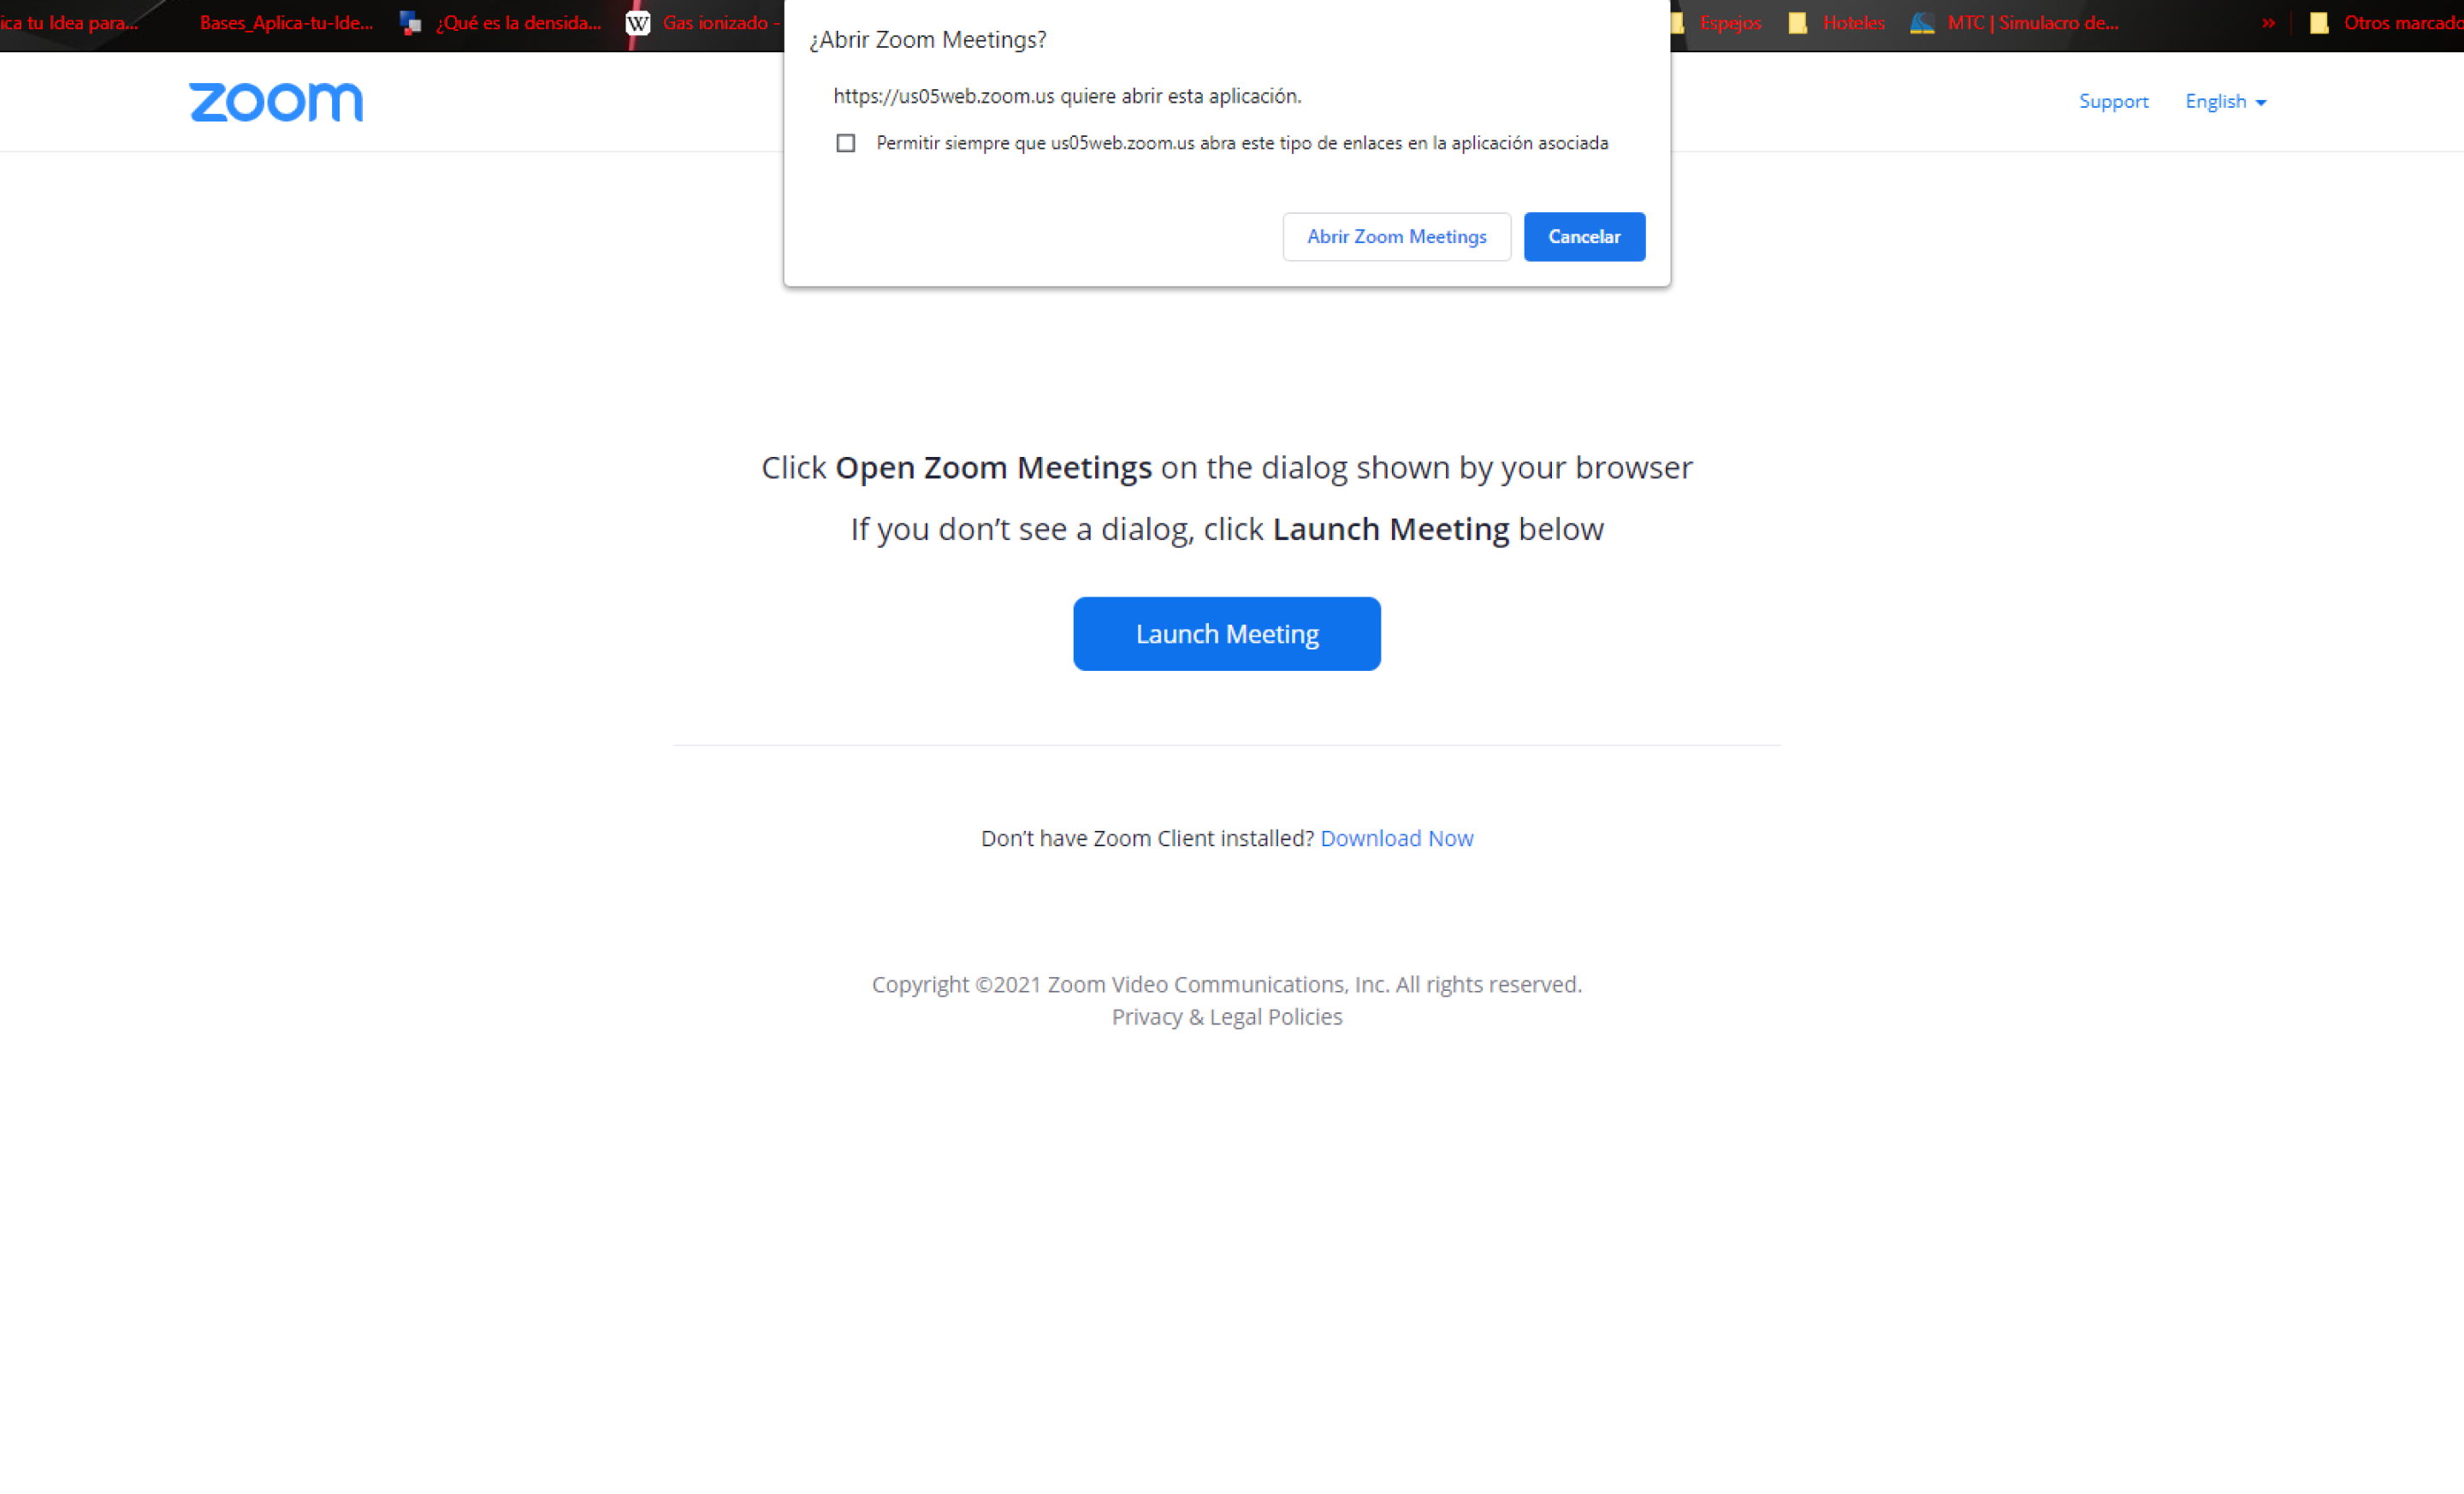 ica tu Idea para...
Bases_Aplica-tu-Ide...
¿Qué es la densida...
W Gas ionizado -
Espejos
Hoteles
MTC | Simulacro de...
»
Otros marcado
¿Abrir Zoom Meetings?
https://us05web.zoom.us quiere abrir esta aplicación.
Permitir siempre que us05web.zoom.us abra este tipo de enlaces en la aplicación asociada
Abrir Zoom Meetings
Cancelar
zoom
Support
English
Click Open Zoom Meetings on the dialog shown by your browser
If you don’t see a dialog, click Launch Meeting below
Launch Meeting
Don’t have Zoom Client installed? Download Now
Copyright ©2021 Zoom Video Communications, Inc. All rights reserved.
Privacy & Legal Policies